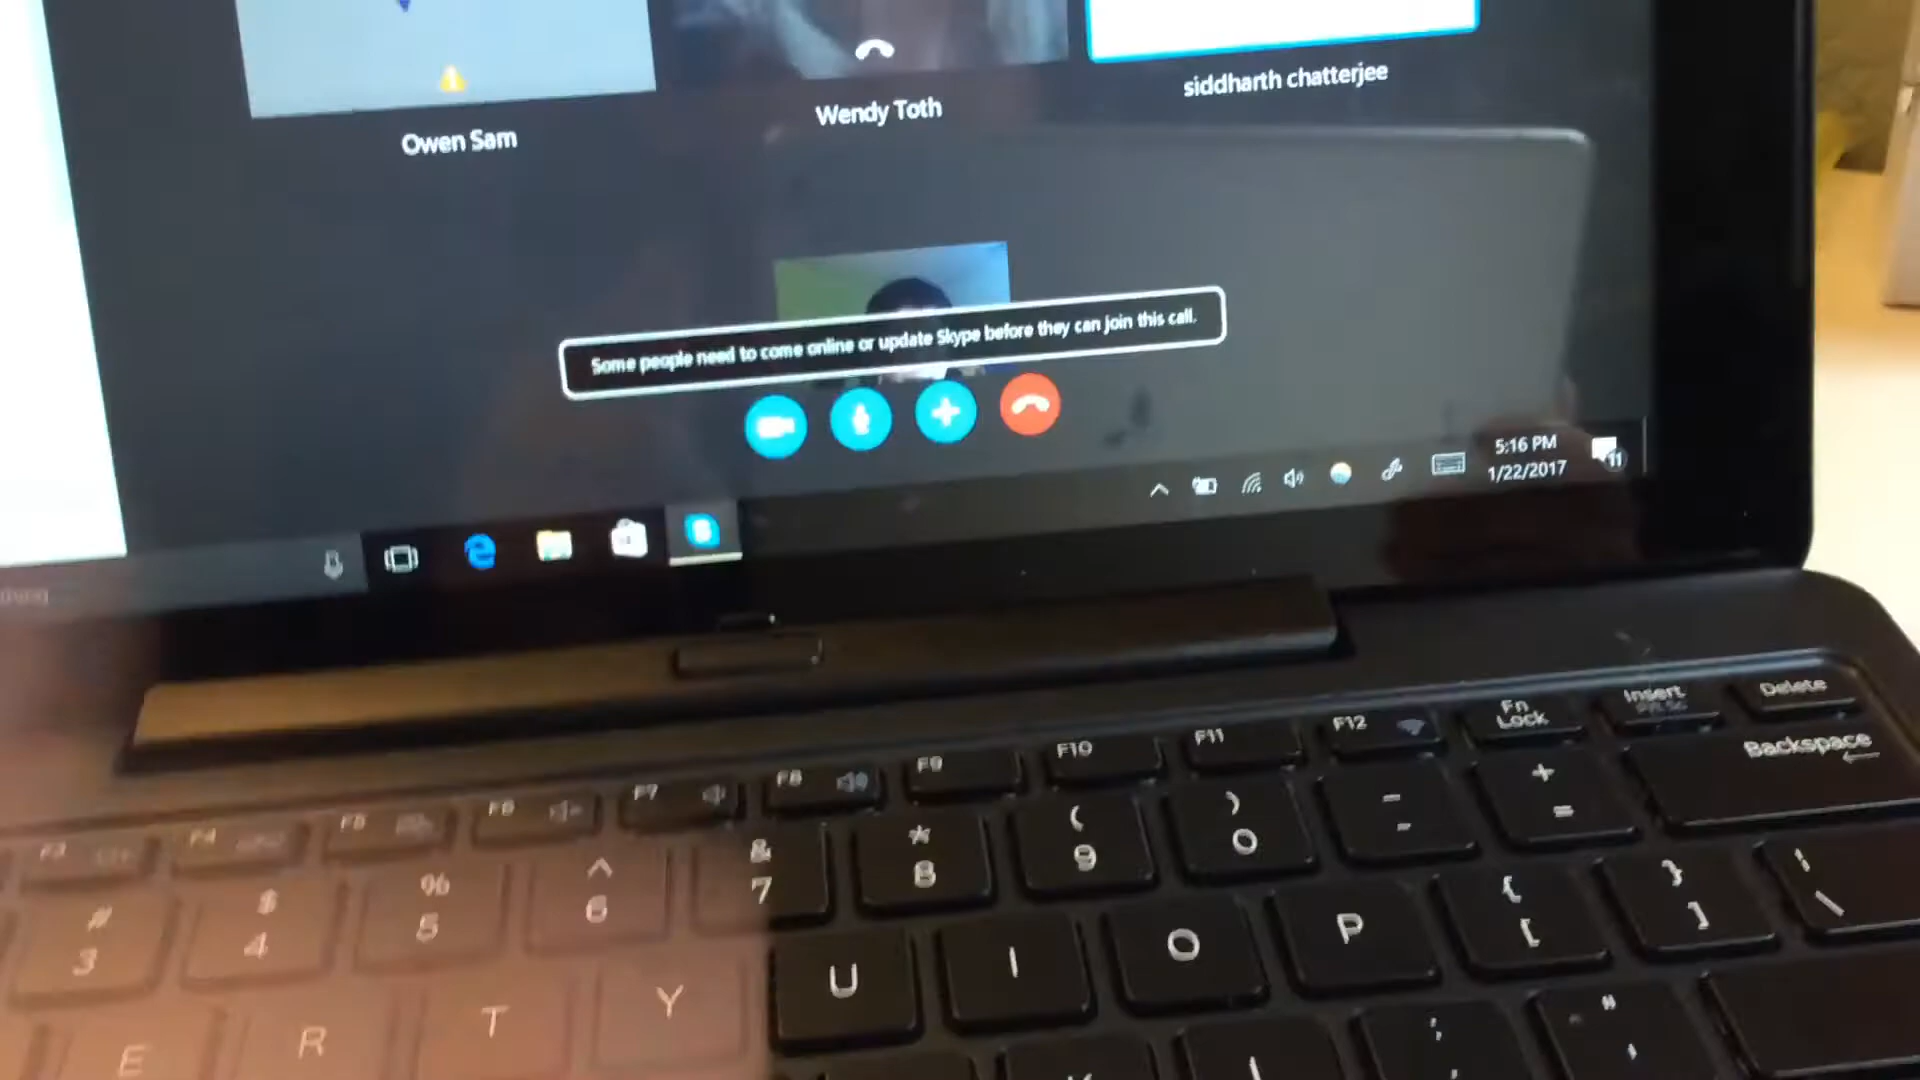 Owen Sam
Wendy Toth
siddharth chatterjee
Some people need to come online or update Skype before they can join this call.
5:16 PM
1/22/2017
11
F4
F5
F6
F7
F8
F9
F10
F11
F12
Fn
Lock
Insert
Delete
# 3
$ 4
% 5
^ 6
& 7
* 8
( 9
) 0
- -
+ =
Backspace
E
R
T
Y
U
I
O
P
{ [
} ]
\